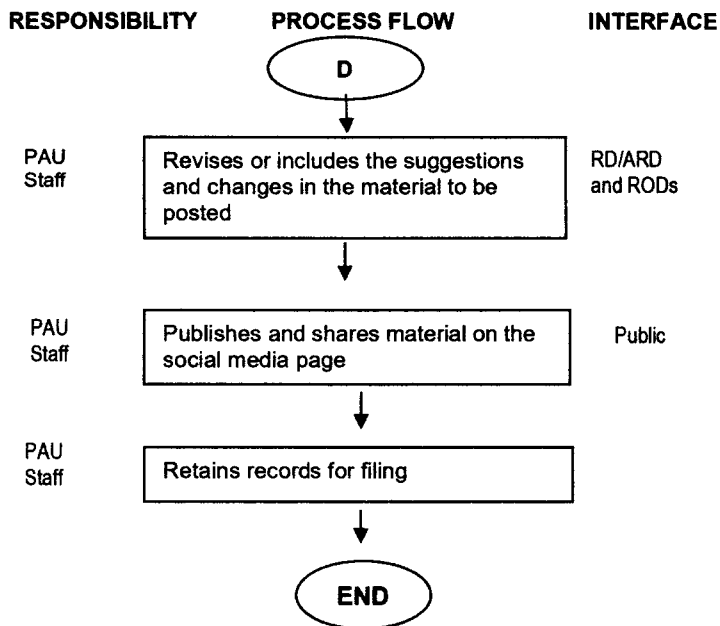 RESPONSIBILITY PROCESS FLOW INTERFACE
D
PAU
Staff
Revises or includes the suggestions
and changes in the material to be
posted
RD/ARD
and RODs
PAU
Staff
Publishes and shares material on the
social media page
Public
PAU
Staff
Retains records for filing
END